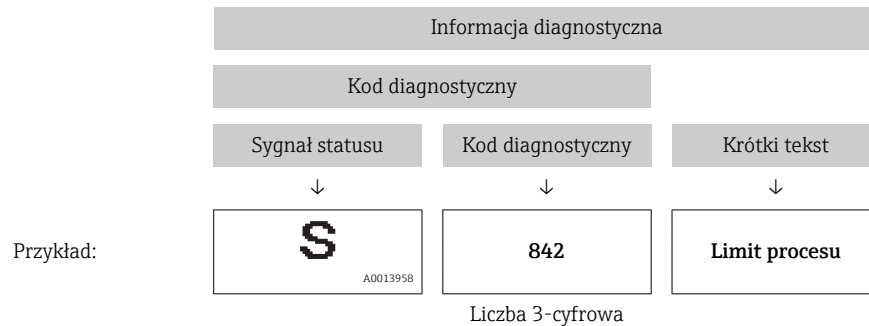 Informacja diagnostyczna
Kod diagnostyczny
Sygnał statusu Kod diagnostyczny Krótki tekst
↓ ↓ ↓
Przykład: S 842 Limit procesu
A0013958
Liczba 3-cyfrowa